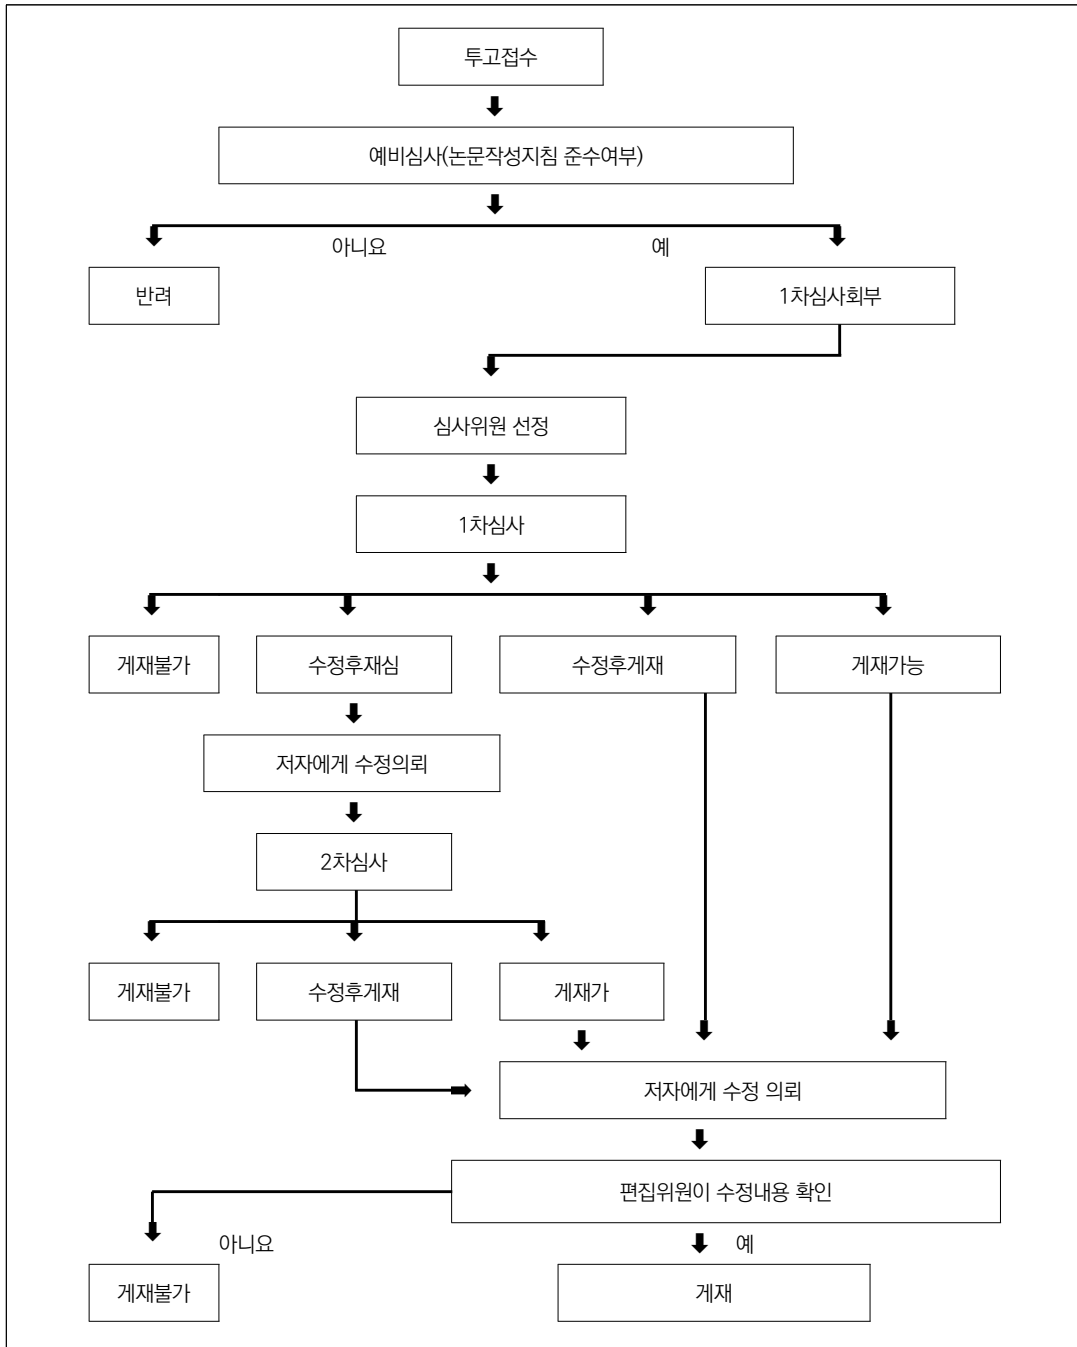 투고접수
예비심사(논문작성지침 준수여부)
아니요
예
반려
1차심사회부
심사위원 선정
1차심사
게재불가
수정후재심
수정후게재
게재가능
저자에게 수정의뢰
2차심사
게재불가
수정후게재
게재가
저자에게 수정 의뢰
편집위원이 수정내용 확인
아니요
예
게재불가
게재